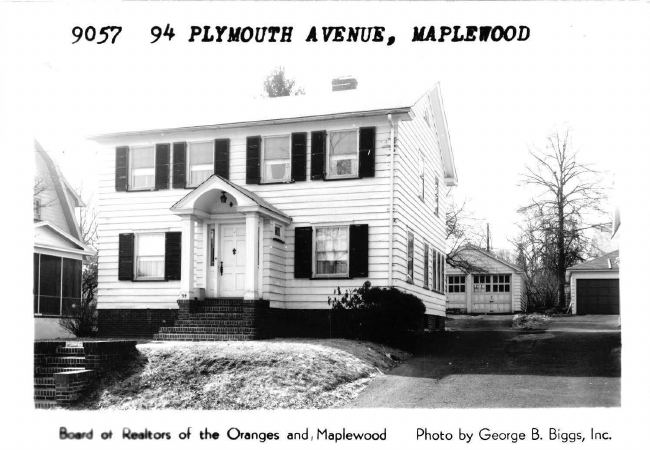 9057 94 PLYMOUTH AVENUE, MAPLEWOOD
Board of Realtors of the Oranges and, Maplewood Photo by George B. Biggs, Inc.